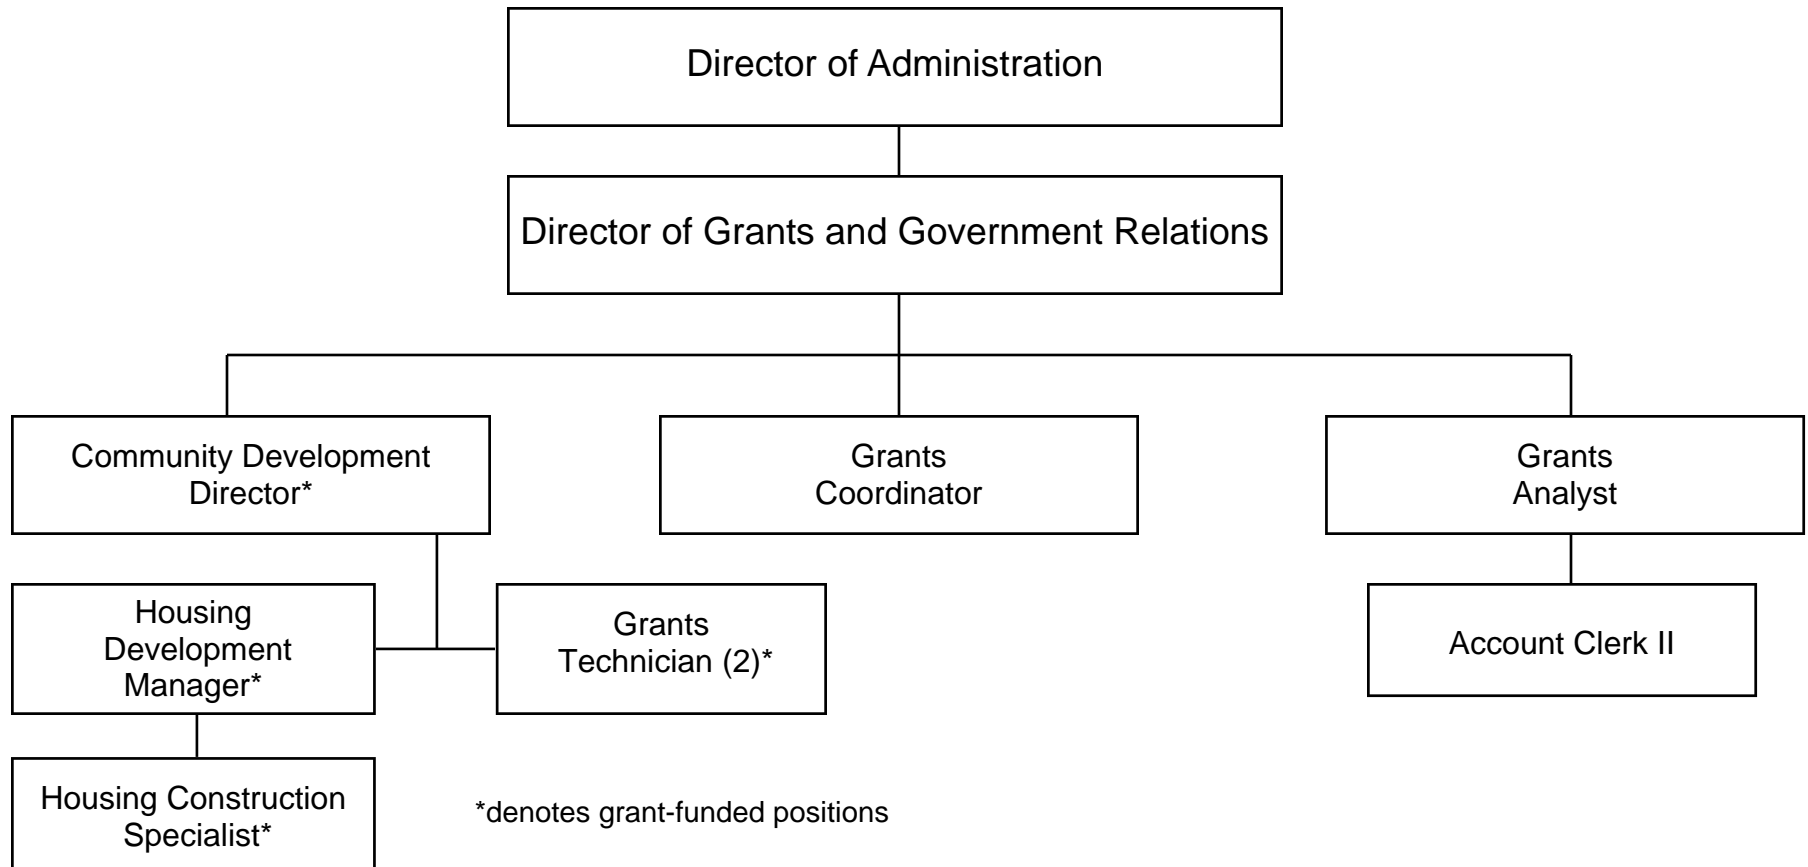 Director of Administration
Director of Grants and Government Relations
Community Development
Director*
Grants
Coordinator
Grants
Analyst
Housing
Development
Manager*
Grants
Technician (2)*
Account Clerk II
Housing Construction
Specialist*
*denotes grant-funded positions